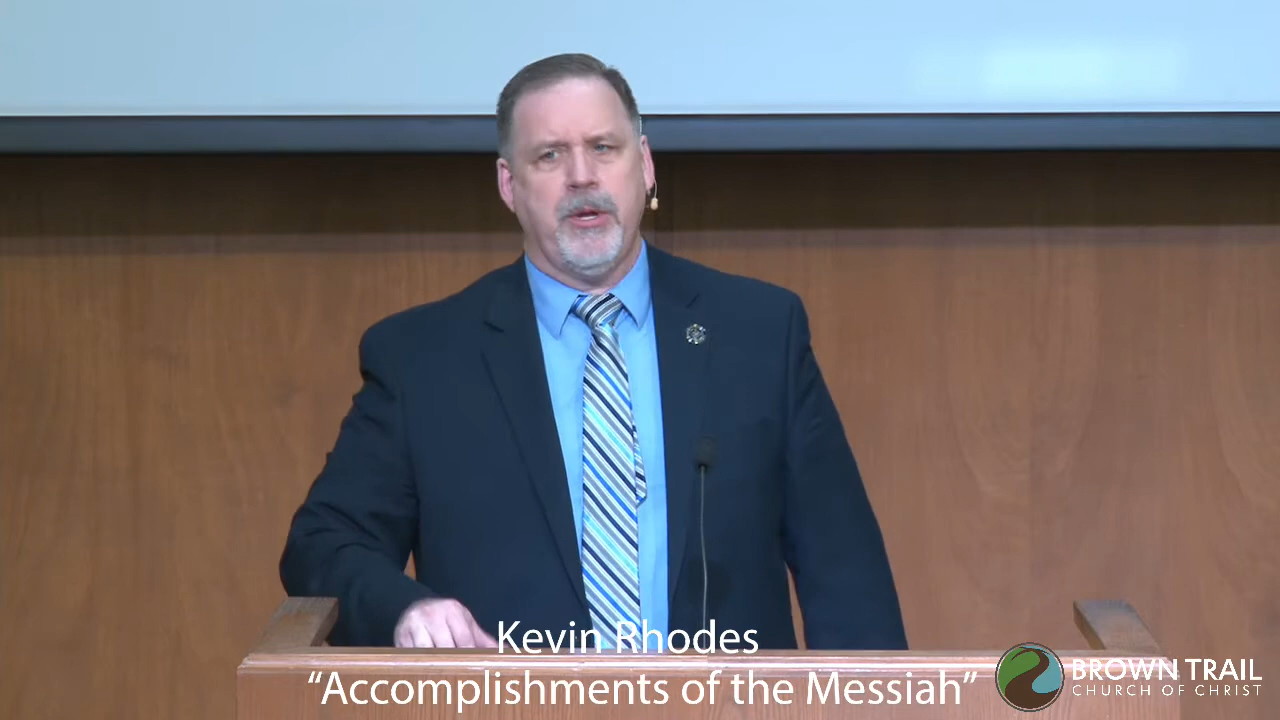 Kevin Rhodes
“Accomplishments of the Messiah”
BROWN TRAIL
CHURCH OF CHRIST